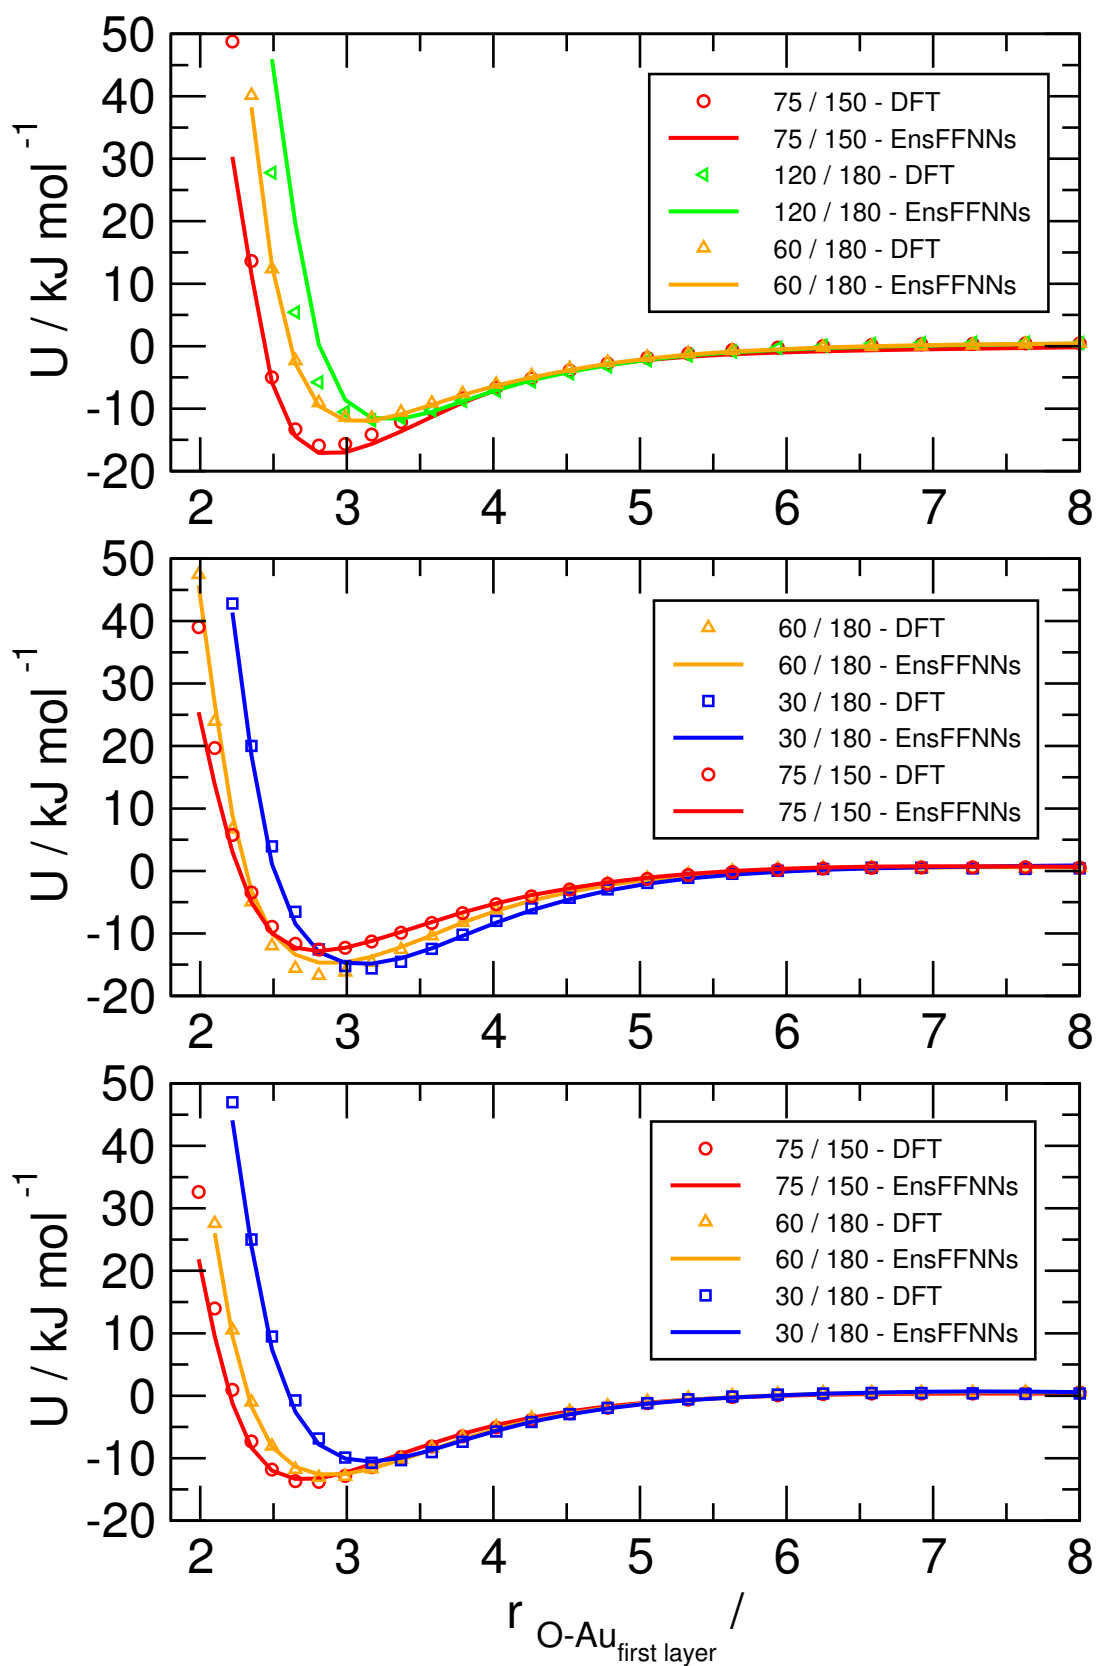 50
40
30
20
10
0
-10
-20
U / kJ mol -1
2 3 4 5 6 7 8
75 / 150 - DFT
75 / 150 - EnsFFNNs
120 / 180 - DFT
120 / 180 - EnsFFNNs
60 / 180 - DFT
60 / 180 - EnsFFNNs
50
40
30
20
10
0
-10
-20
U / kJ mol -1
2 3 4 5 6 7 8
60 / 180 - DFT
60 / 180 - EnsFFNNs
30 / 180 - DFT
30 / 180 - EnsFFNNs
75 / 150 - DFT
75 / 150 - EnsFFNNs
50
40
30
20
10
0
-10
-20
U / kJ mol -1
2 3 4 5 6 7 8
75 / 150 - DFT
75 / 150 - EnsFFNNs
60 / 180 - DFT
60 / 180 - EnsFFNNs
30 / 180 - DFT
30 / 180 - EnsFFNNs
r O-Au first layer /